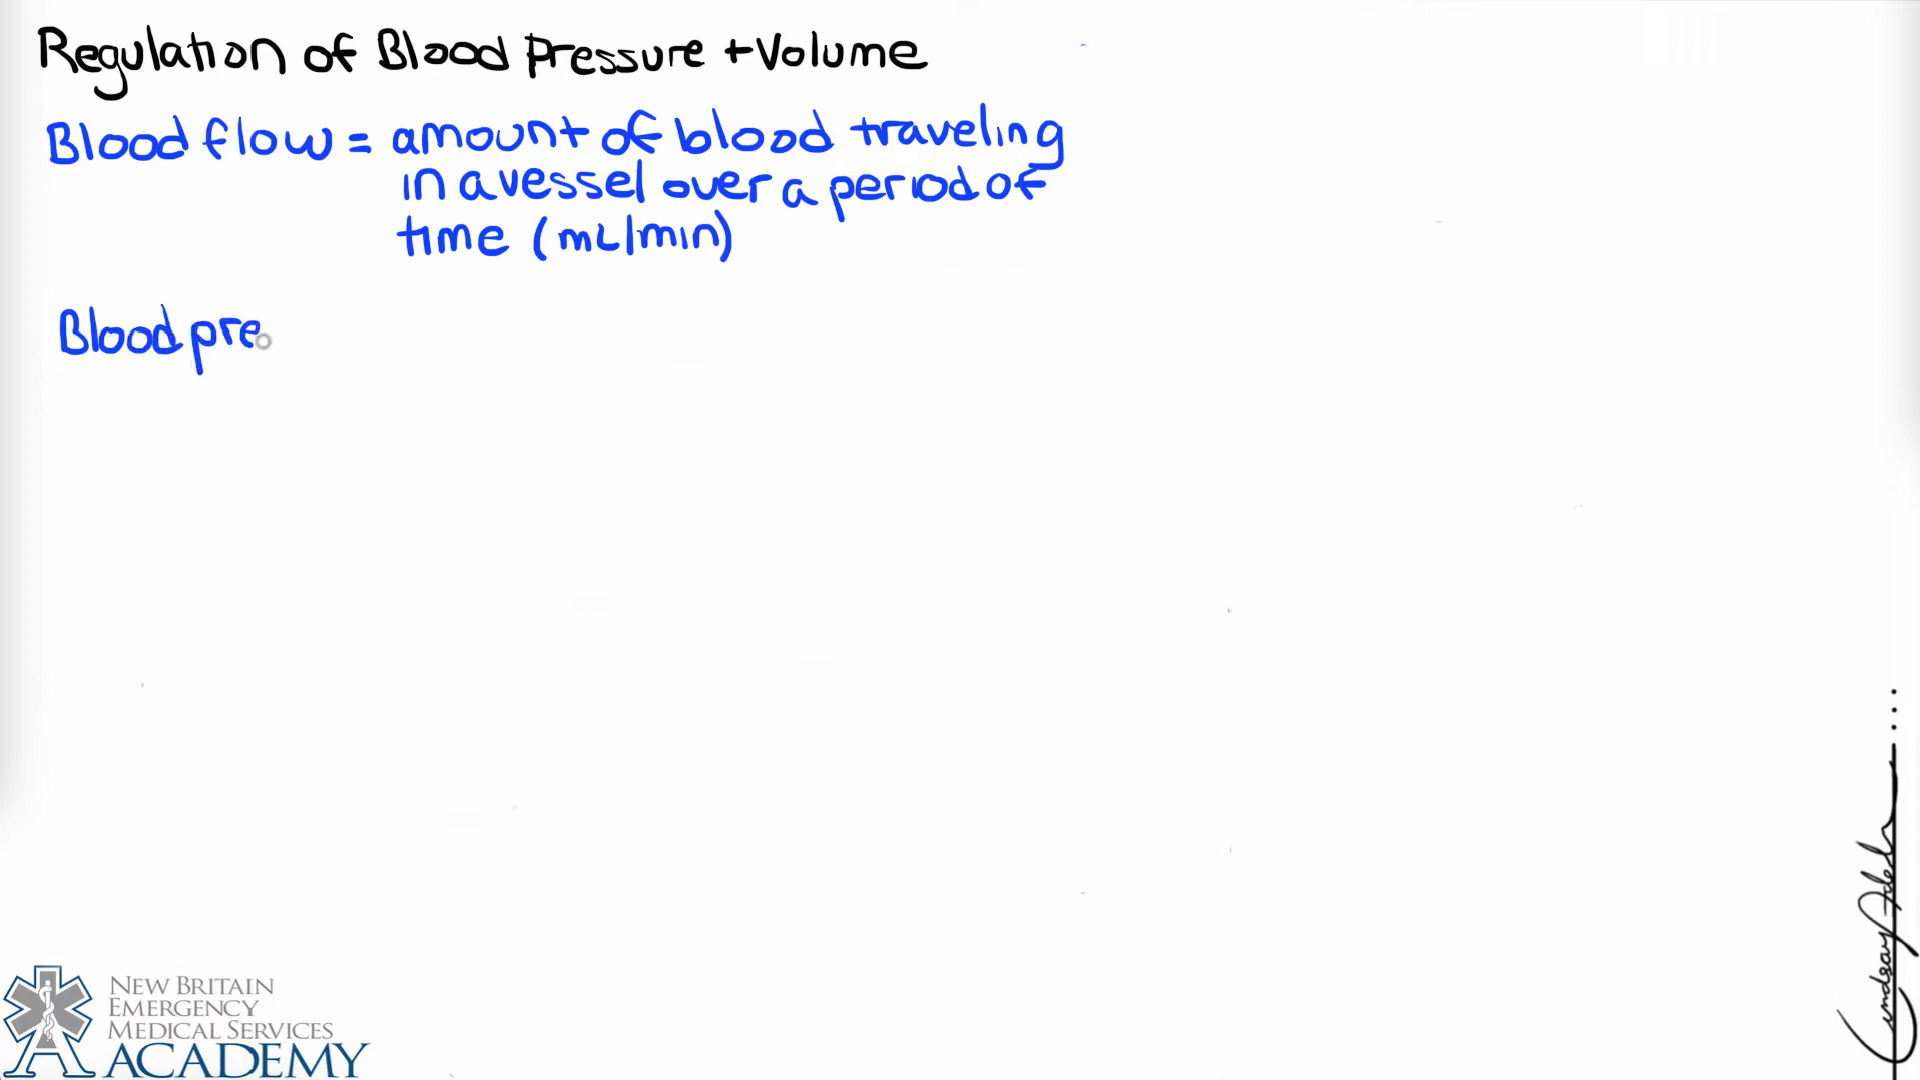 Regulation of Blood Pressure + Volume
Blood flow = amount of blood traveling
in a vessel over a period of
time (mL/min)
Blood pre
NEW BRITAIN
EMERGENCY
MEDICAL SERVICES
ACADEMY
Lindsay